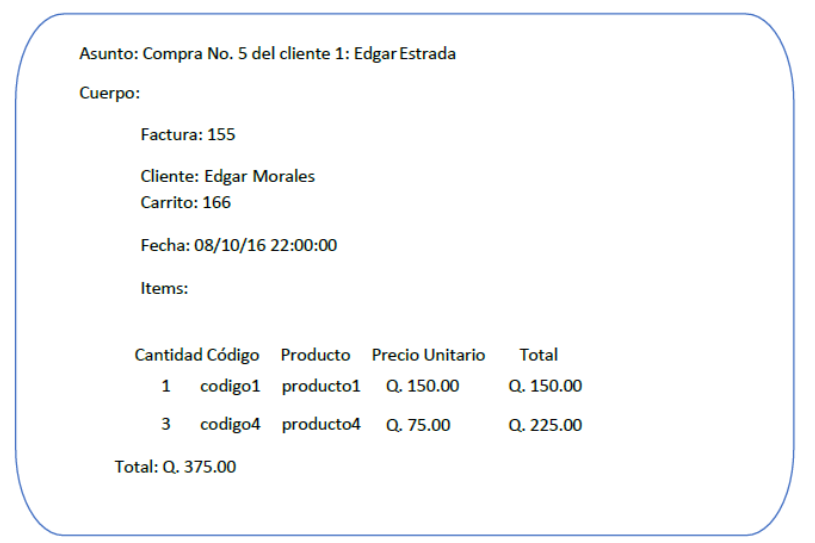 Asunto: Compra No. 5 del cliente 1: Edgar Estrada
Cuerpo:
Factura: 155
Cliente: Edgar Morales
Carrito: 166
Fecha: 08/10/16 22:00:00
Items:
Cantidad Código Producto Precio Unitario Total
1 codigo1 producto1 Q. 150.00 Q. 150.00
3 codigo4 producto4 Q. 75.00 Q. 225.00
Total: Q. 375.00